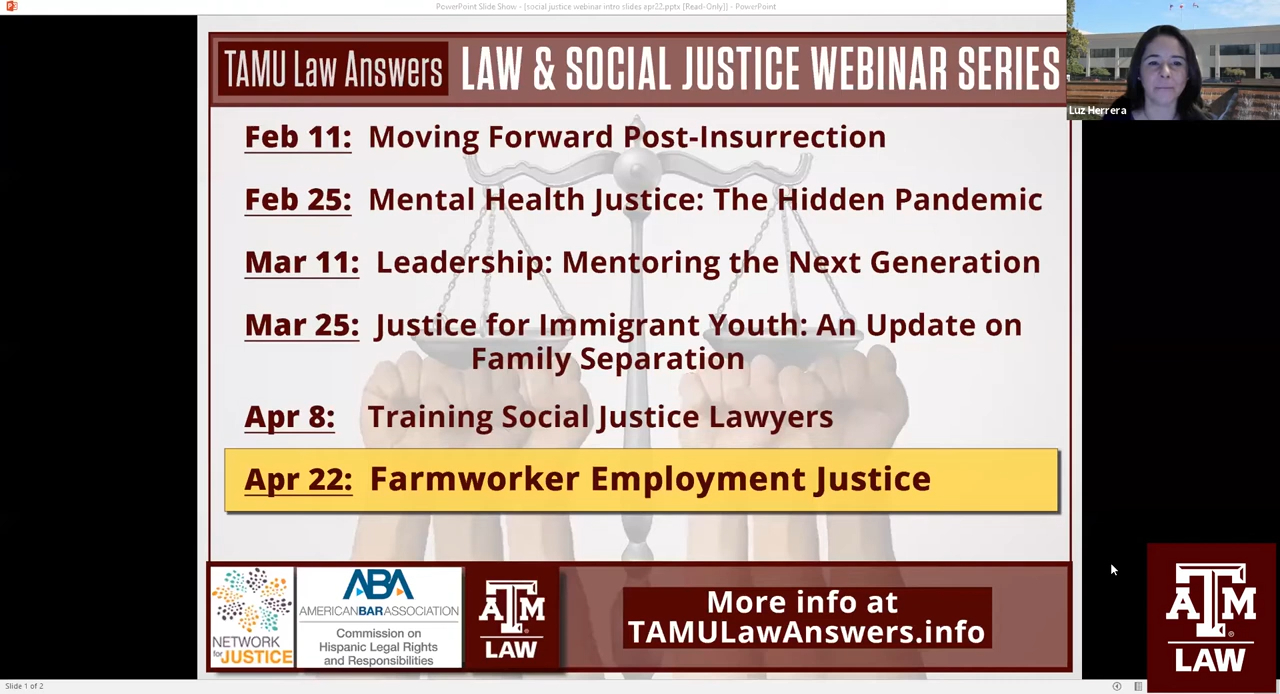 PowerPoint Slide Show - [social justice webinar intro slides apr22.pptx [Read-Only]] - PowerPoint
TAMU Law Answers LAW & SOCIAL JUSTICE WEBINAR SERIES
Luz Herrera
Feb 11: Moving Forward Post-Insurrection
Feb 25: Mental Health Justice: The Hidden Pandemic
Mar 11: Leadership: Mentoring the Next Generation
Mar 25: Justice for Immigrant Youth: An Update on
Family Separation
Apr 8: Training Social Justice Lawyers
Apr 22: Farmworker Employment Justice
NETWORK
for JUSTICE
ABA
AMERICAN BAR ASSOCIATION
Commission on
Hispanic Legal Rights
and Responsibilities
ATM
LAW
More info at
TAMULawAnswers.info
ATM
LAW
Slide 1 of 2